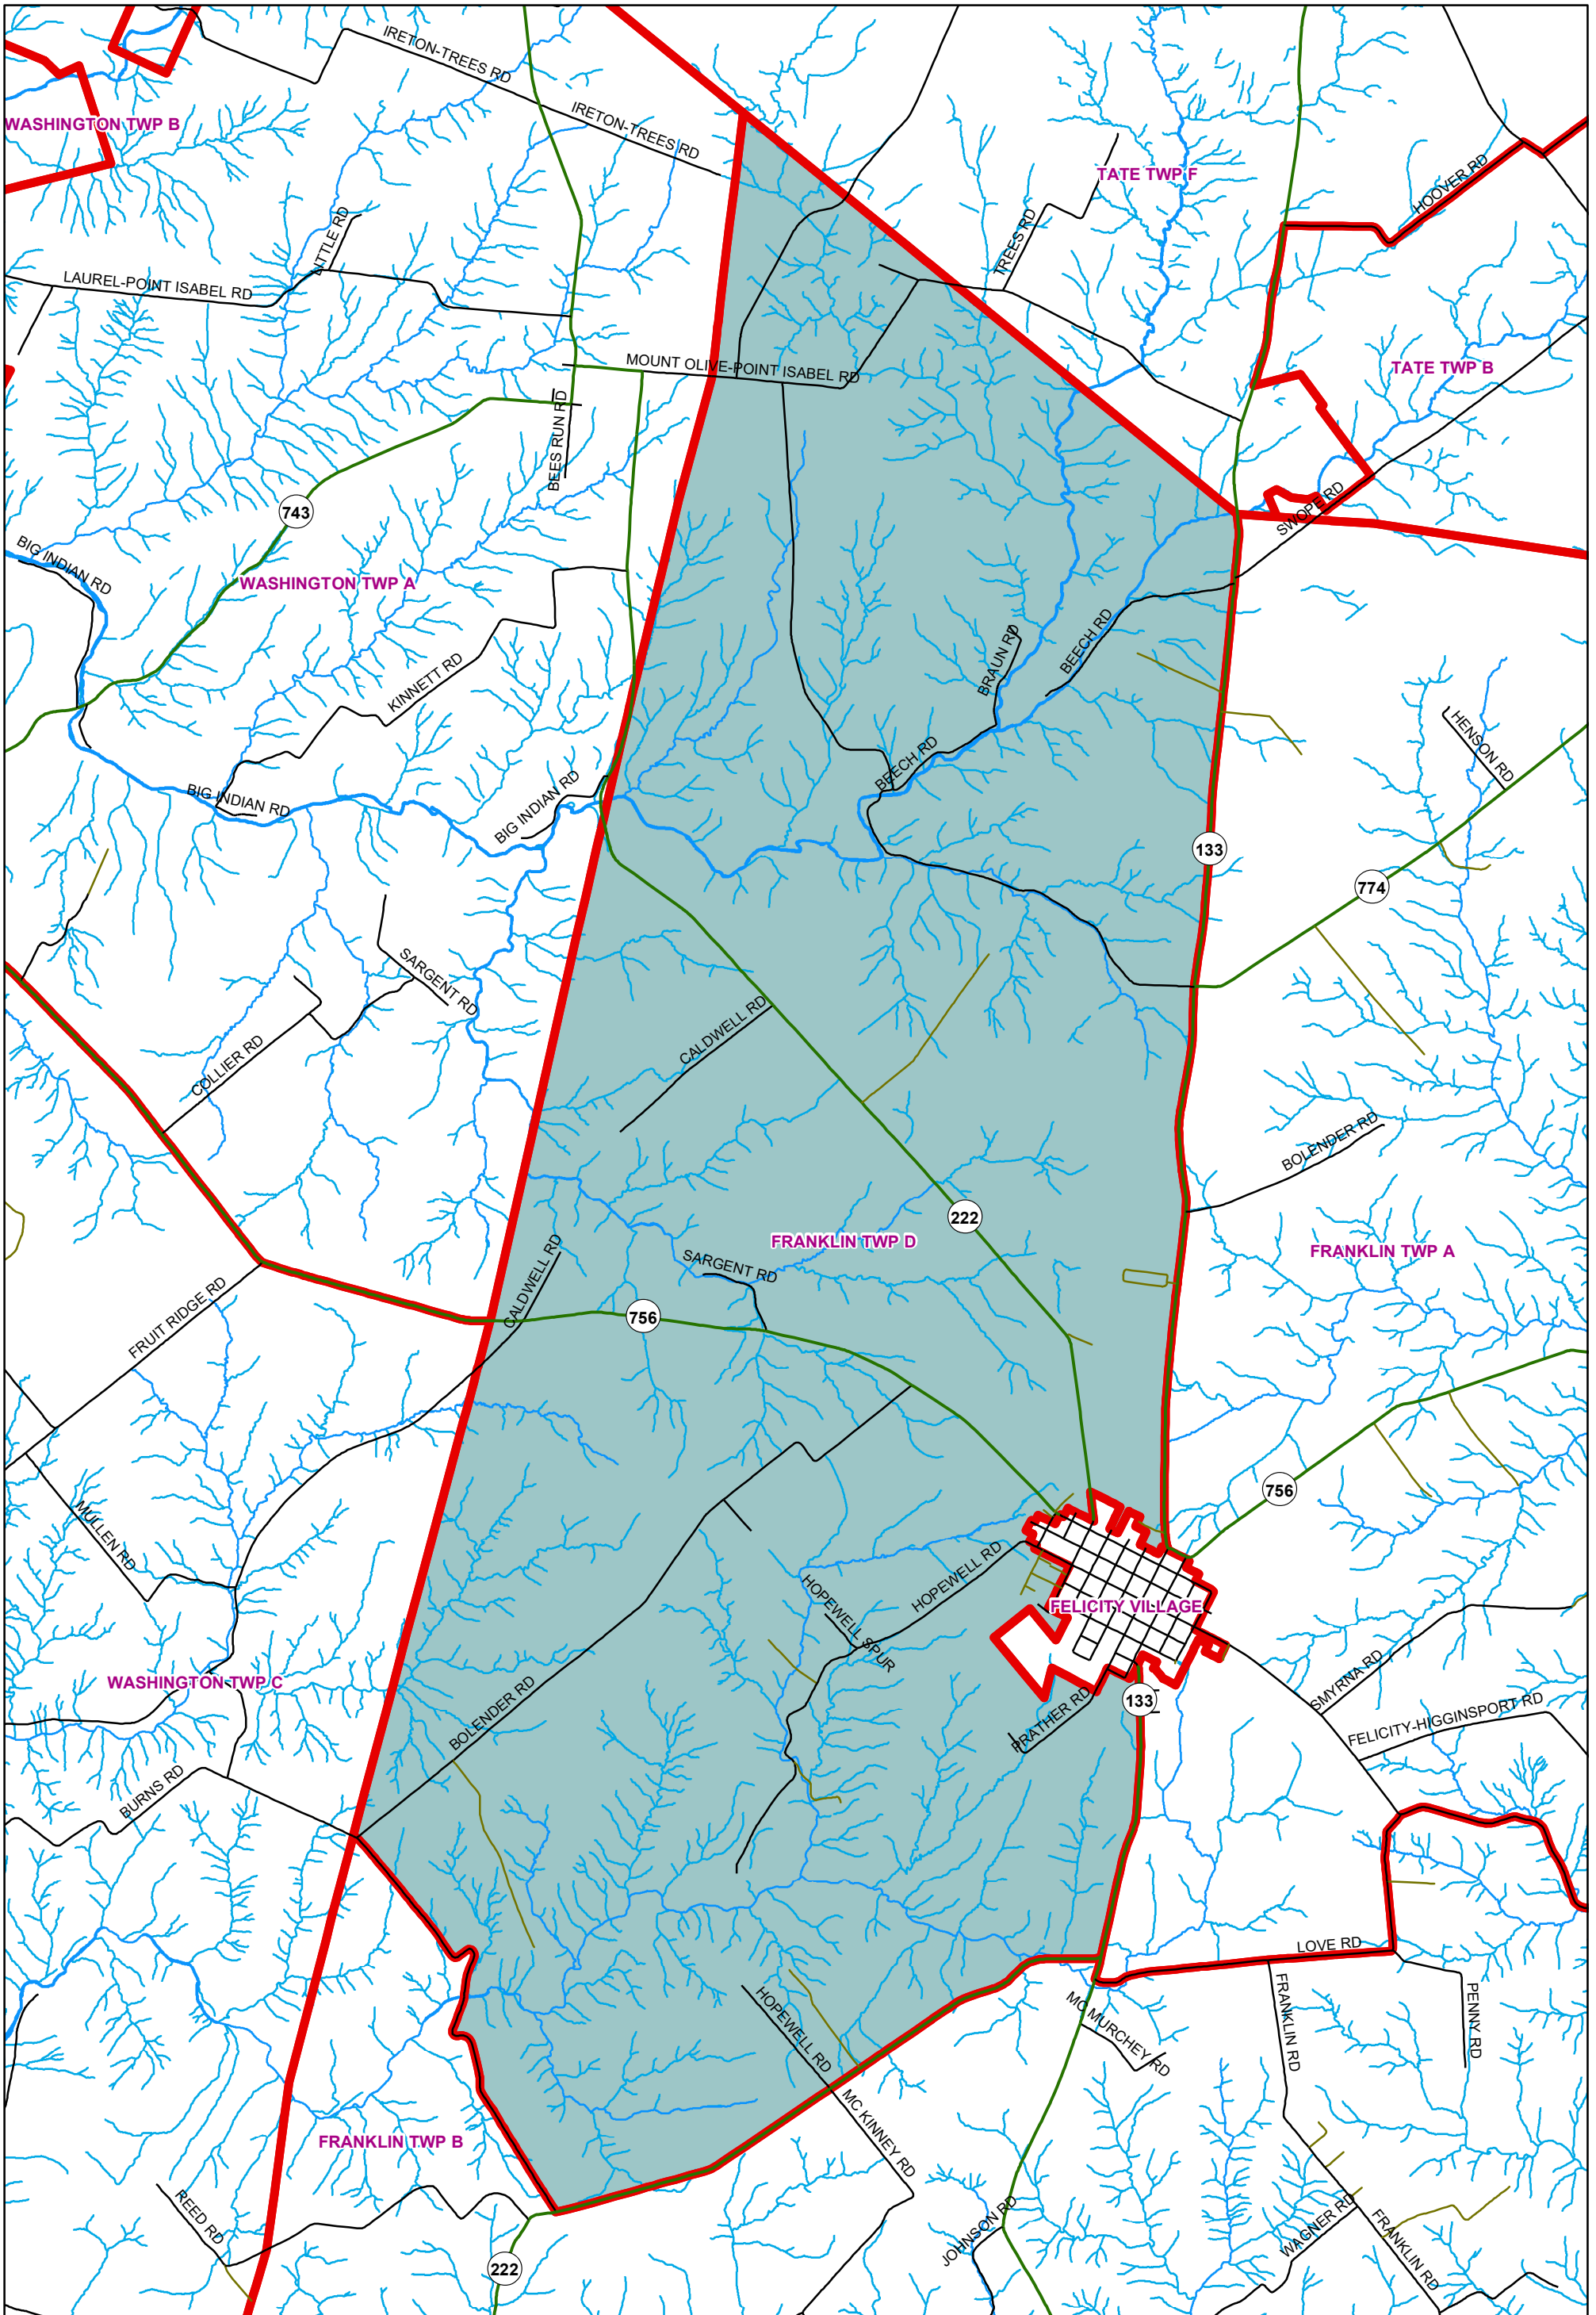 IRETON-TREES RD
IRETON-TREES RD
WASHINGTON TWP B
TATE TWP F
HOOVER RD
LITTLE RD
TREES RD
LAUREL-POINT ISABEL RD
MOUNT OLIVE-POINT ISABEL RD
TATE TWP B
BEES RUN RD
743
SWOPE RD
BIG INDIAN RD
WASHINGTON TWP A
KINNETT RD
BRAUN RD
BEECH RD
HENSON RD
BEECH RD
BIG INDIAN RD
BIG INDIAN RD
133
774
SARGENT RD
CALDWELL RD
COLLIER RD
BOLENDER RD
222
FRANKLIN TWP D
FRANKLIN TWP A
CALDWELL RD
SARGENT RD
FRUIT RIDGE RD
756
756
MULLEN RD
HOPEWELL RD
HOPEWELL SPUR
FELICITY VILLAGE
WASHINGTON TWP C
SMYRNA RD
BOLENDER RD
133
PRATHER RD
FELICITY-HIGGINSPORT RD
BURNS RD
LOVE RD
HOPEWELL RD
MC MURCHEY RD
FRANKLIN RD
PENNY RD
MC KINNEY RD
FRANKLIN TWP B
REED RD
JOHNSON RD
WAGNER RD
FRANKLIN RD
222